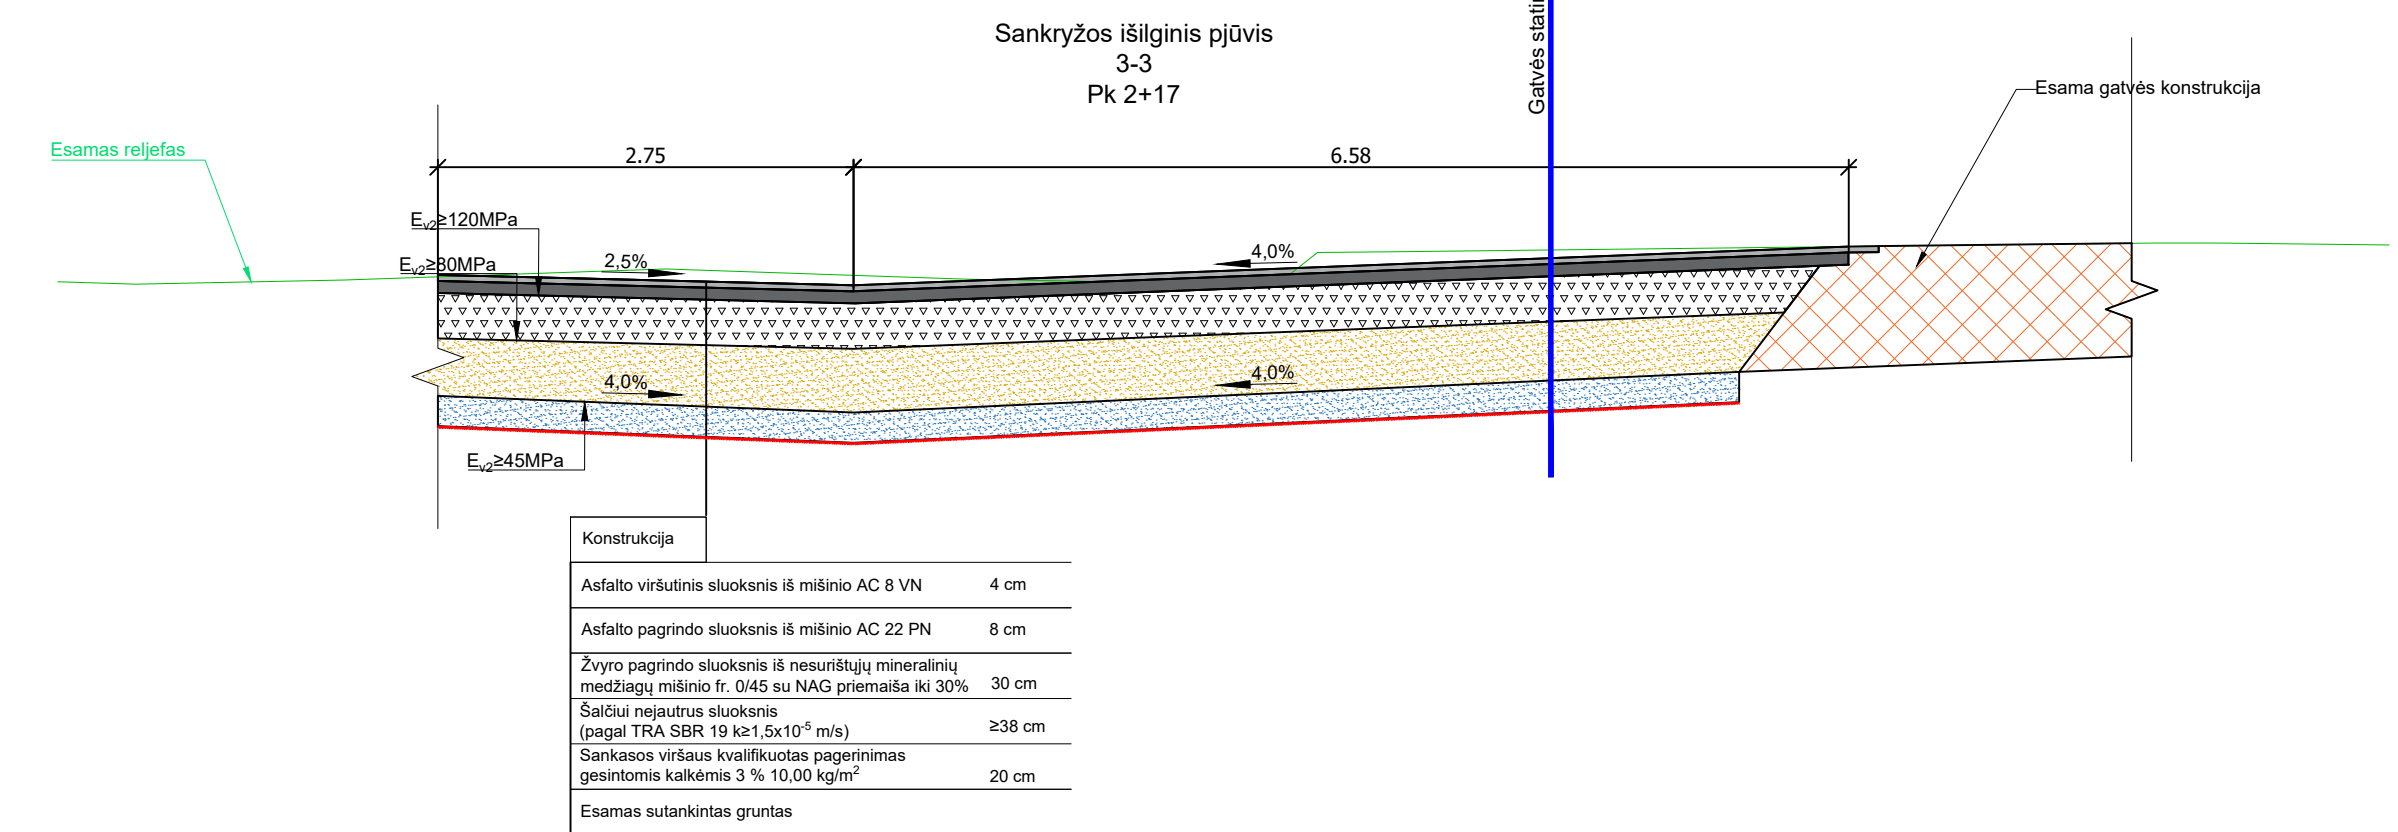 Sankryžos išilginis pjūvis
3-3
Pk 2+17
Gatvės
Esama gatvės konstrukcija
Esamas reljefas
2.75
6.58
Ev2≥120MPa
Ev2≥80MPa
2,5%
4,0%
4,0%
4,0%
Ev2≥45MPa
Konstrukcija
Asfalto viršutinis sluoksnis iš mišinio AC 8 VN 4 cm
Asfalto pagrindo sluoksnis iš mišinio AC 22 PN 8 cm
Žvyro pagrindo sluoksnis iš nesurištųjų mineralinių
medžiagų mišinio fr. 0/45 su NAG priemaiša iki 30% 30 cm
Šalčiui nejautrus sluoksnis
(pagal TRA SBR 19 k≥1,5x10⁻⁵ m/s) ≥38 cm
Sankasos viršaus kvalifikuotas pagerinimas
gesintomis kalkėmis 3 % 10,00 kg/m² 20 cm
Esamas sutankintas gruntas